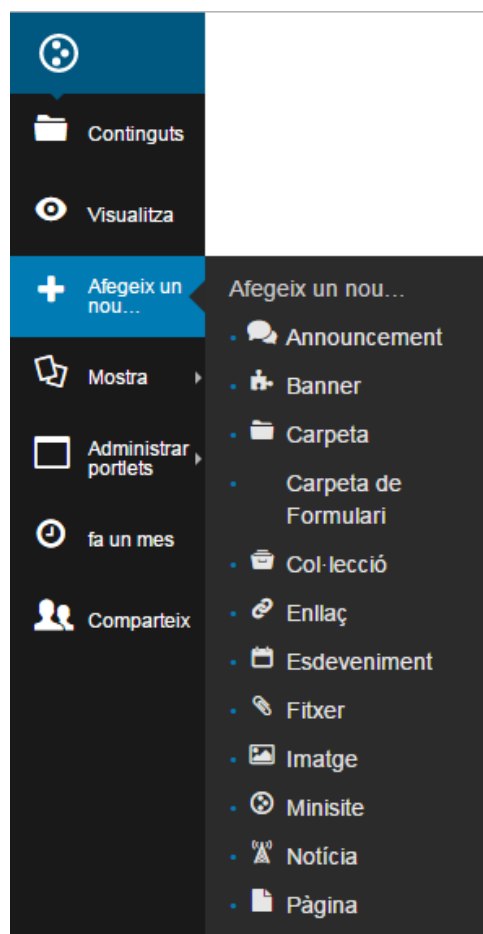 Continguts
Visualitza
Afegeix un
nou...
Mostra
Administrar
portlets
fa un mes
Comparteix
Afegeix un nou...
Announcement
Banner
Carpeta
Carpeta de
Formulari
Col·lecció
Enllaç
Esdeveniment
Fitxer
Imatge
Minisite
Notícia
Pàgina